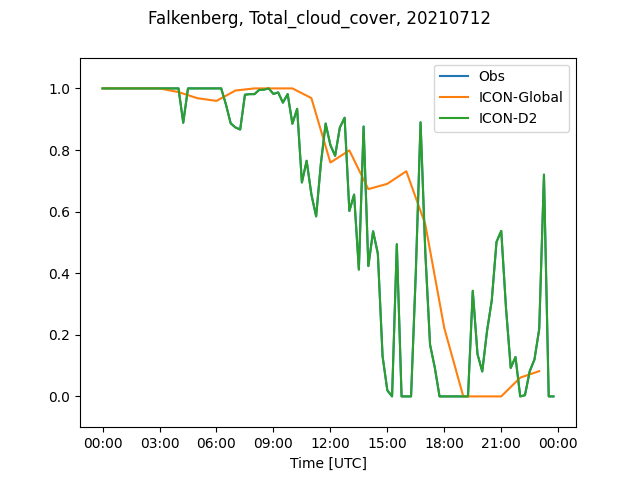 Falkenberg, Total_cloud_cover, 20210712
Obs
ICON-Global
ICON-D2
1.0
0.8
0.6
0.4
0.2
0.0
00:00 03:00 06:00 09:00 12:00 15:00 18:00 21:00 00:00
Time [UTC]